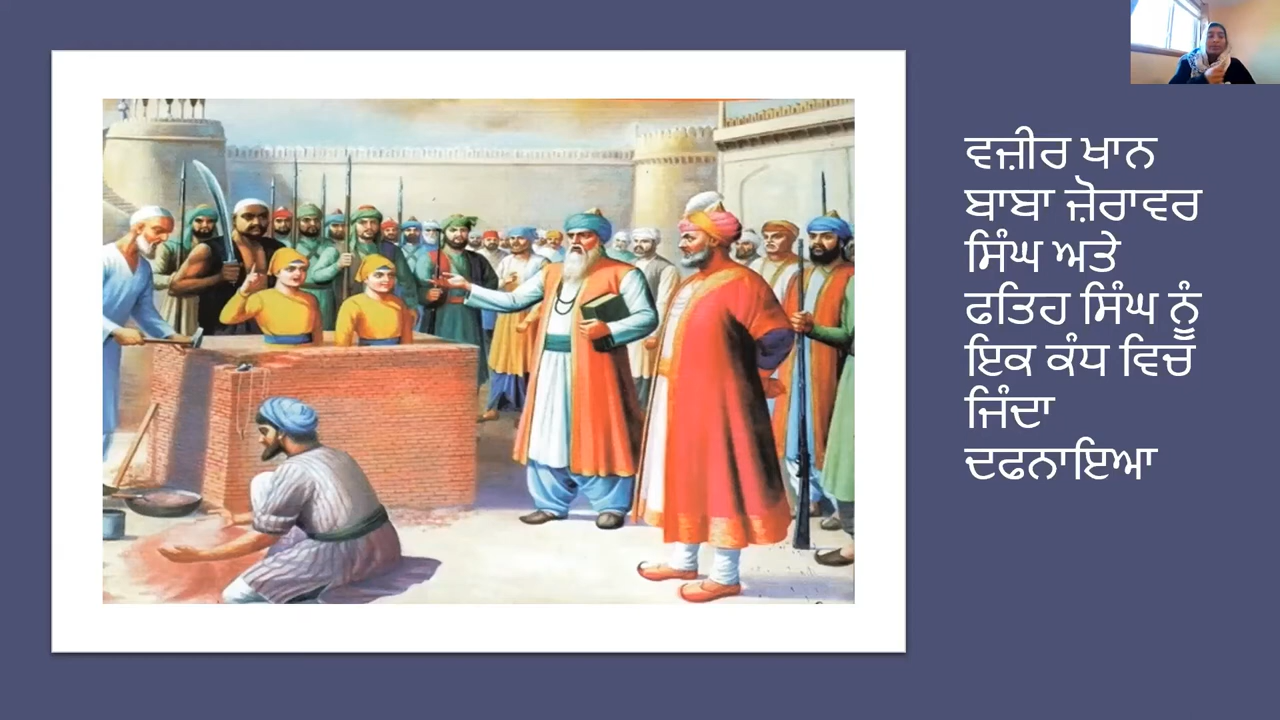 ਵਜ਼ੀਰ ਖਾਨ
ਬਾਬਾ ਜ਼ੋਰਾਵਰ
ਸਿੰਘ ਅਤੇ
ਫਤਿਹ ਸਿੰਘ ਨੂੰ
ਇਕ ਕੰਧ ਵਿਚ
ਜਿੰਦਾ
ਦਫਨਾਇਆ